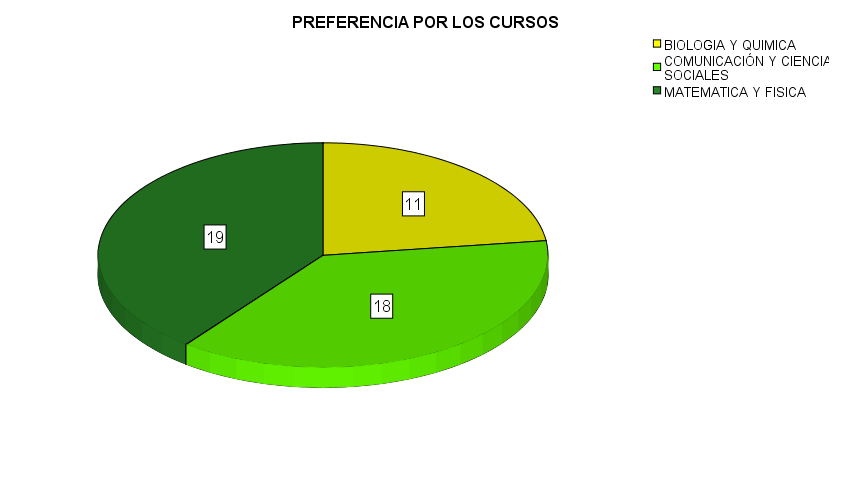 PREFERENCIA POR LOS CURSOS
BIOLOGIA Y QUIMICA
COMUNICACIÓN Y CIENCIA
SOCIALES
MATEMATICA Y FISICA
11
19
18